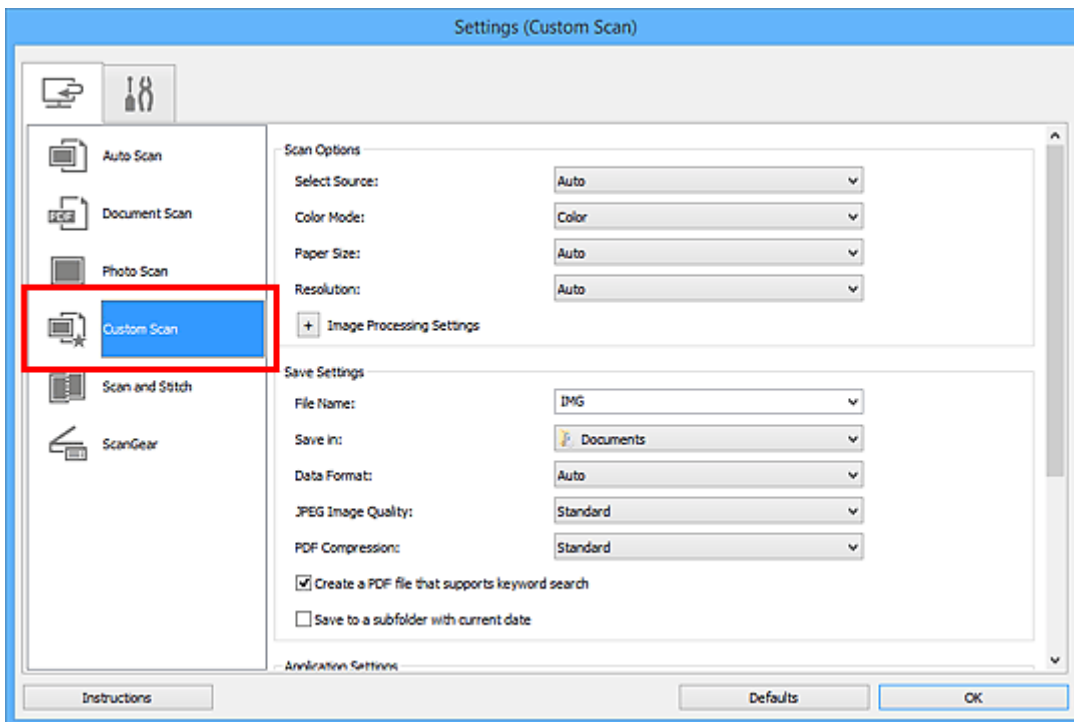 Settings (Custom Scan)
Auto Scan
PDF
Document Scan
Photo Scan
Custom Scan
Scan and Stitch
ScanGear
Scan Options
Select Source: Auto
Color Mode: Color
Paper Size: Auto
Resolution: Auto
+ Image Processing Settings
Save Settings
File Name: IMG
Save in: Documents
Data Format: Auto
JPEG Image Quality: Standard
PDF Compression: Standard
Create a PDF file that supports keyword search
Save to a subfolder with current date
Application Settings
Instructions Defaults OK